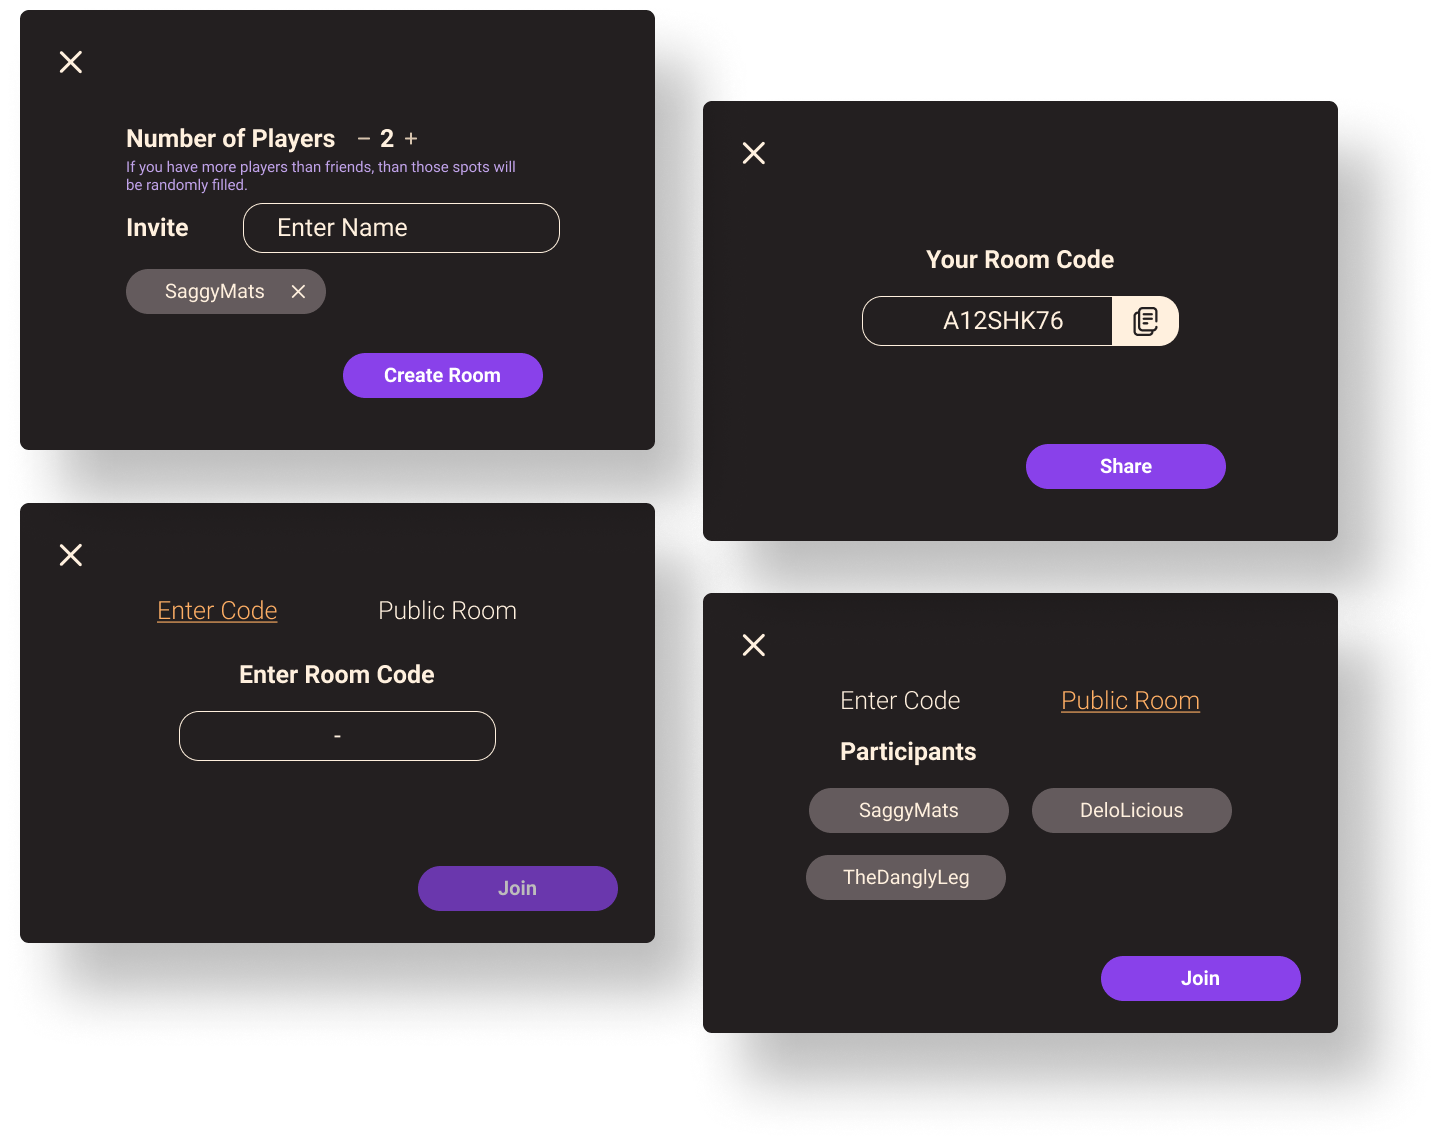 Number of Players − 2 +
If you have more players than friends, than those spots will
be randomly filled.
Invite Enter Name
SaggyMats
Create Room
Your Room Code
A12SHK76
Share
Enter Code Public Room
Enter Room Code
-
Join
Enter Code Public Room
Participants
SaggyMats DeloLicious
TheDanglyLeg
Join